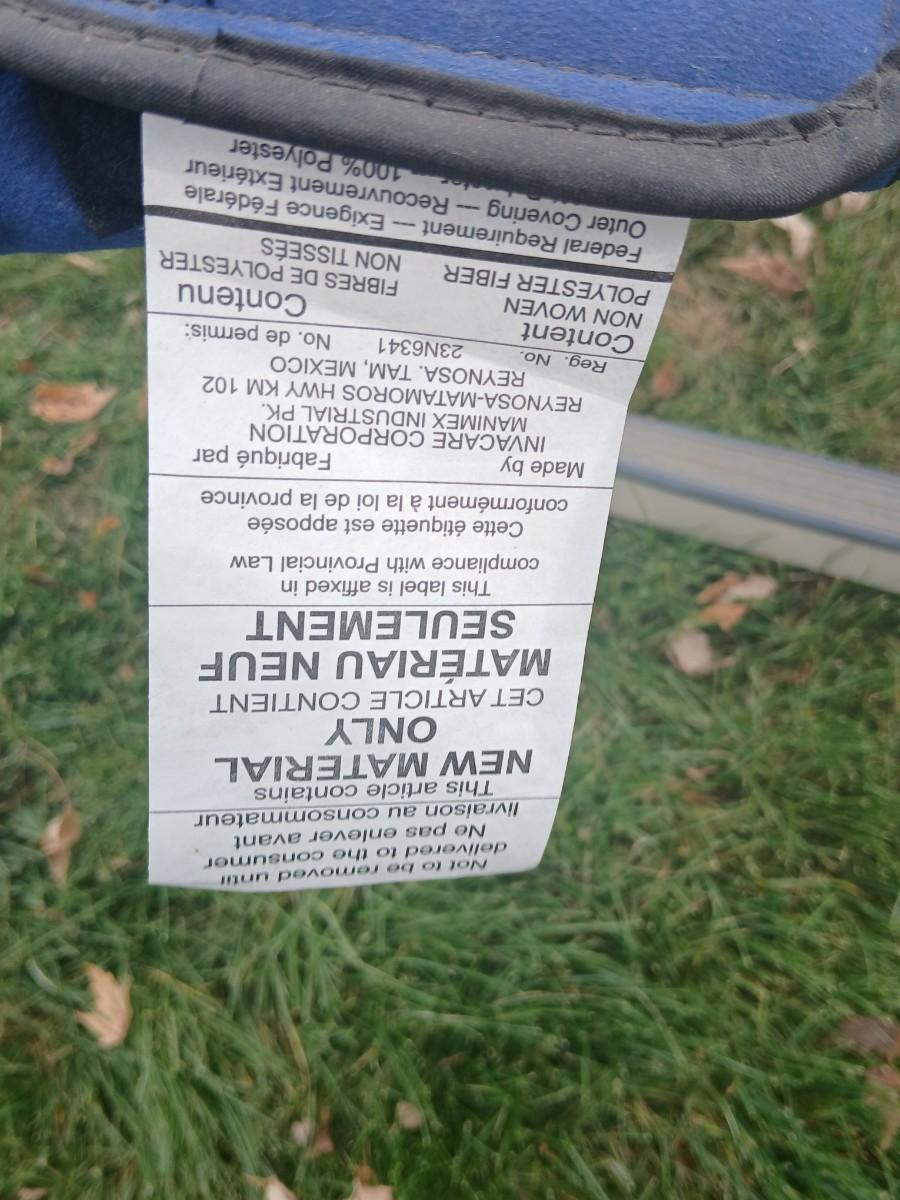 Not to be removed until
delivered to the consumer
Ne pas enlever avant
livraison au consommateur
This article contains
NEW MATERIAL
ONLY
CET ARTICLE CONTIENT
MATÉRIAU NEUF
SEULEMENT
This label is affixed in
compliance with Provincial Law
Cette étiquette est apposée
conformément à la loi de la province
Made by Fabriqué par
INVACARE CORPORATION
MANIMEX INDUSTRIAL PK.
REYNOSA-MATAMOROS HWY KM 102
REYNOSA. TAM, MEXICO
Reg. No. 23N6341 No. de permis:
Content Contenu
NON WOVEN FIBRES DE POLYESTER
POLYESTER FIBER NON TISSÉES
Federal Requirement — Exigence Fédérale
Outer Covering — Recouvrement Extérieur
100% Polyester